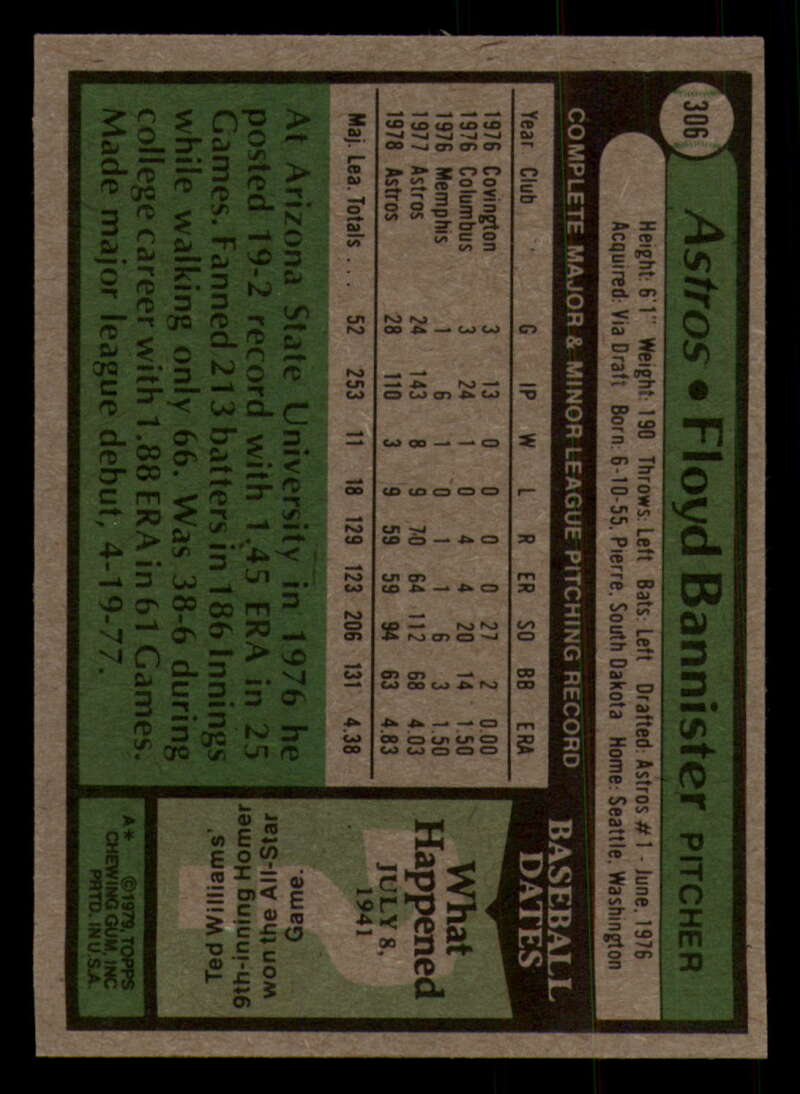 306
Astros • Floyd Bannister PITCHER
Height: 6'1" Weight: 190 Throws: Left Bats: Left Drafted: Astros #1 - June, 1976
Acquired: Via Draft Born: 6-10-55, Pierre, South Dakota Home: Seattle, Washington
COMPLETE MAJOR & MINOR LEAGUE PITCHING RECORD
Year Club G IP W L R ER SO BB ERA
1976 Covington 3 13 0 0 0 0 27 2 0.00
1976 Columbus 3 24 1 0 4 4 20 14 1.50
1976 Memphis 1 6 1 0 1 1 6 3 1.50
1977 Astros 24 143 8 9 70 64 112 68 4.03
1978 Astros 28 110 3 9 59 59 94 63 4.83
Maj. Lea. Totals . . . 52 253 11 18 129 123 206 131 4.38
At Arizona State University in 1976 he
posted 19-2 record with 1.45 ERA in 25
Games. Fanned 213 batters in 186 Innings
while walking only 66. Was 38-6 during
college career with 1.88 ERA in 61 Games.
Made major league debut, 4-19-77.
BASEBALL
DATES
What
Happened
JULY 8,
1941
Ted Williams'
9th-inning Homer
won the All-Star
Game.
A* ©1979, TOPPS
CHEWING GUM, INC
PRTD. IN U.S.A.